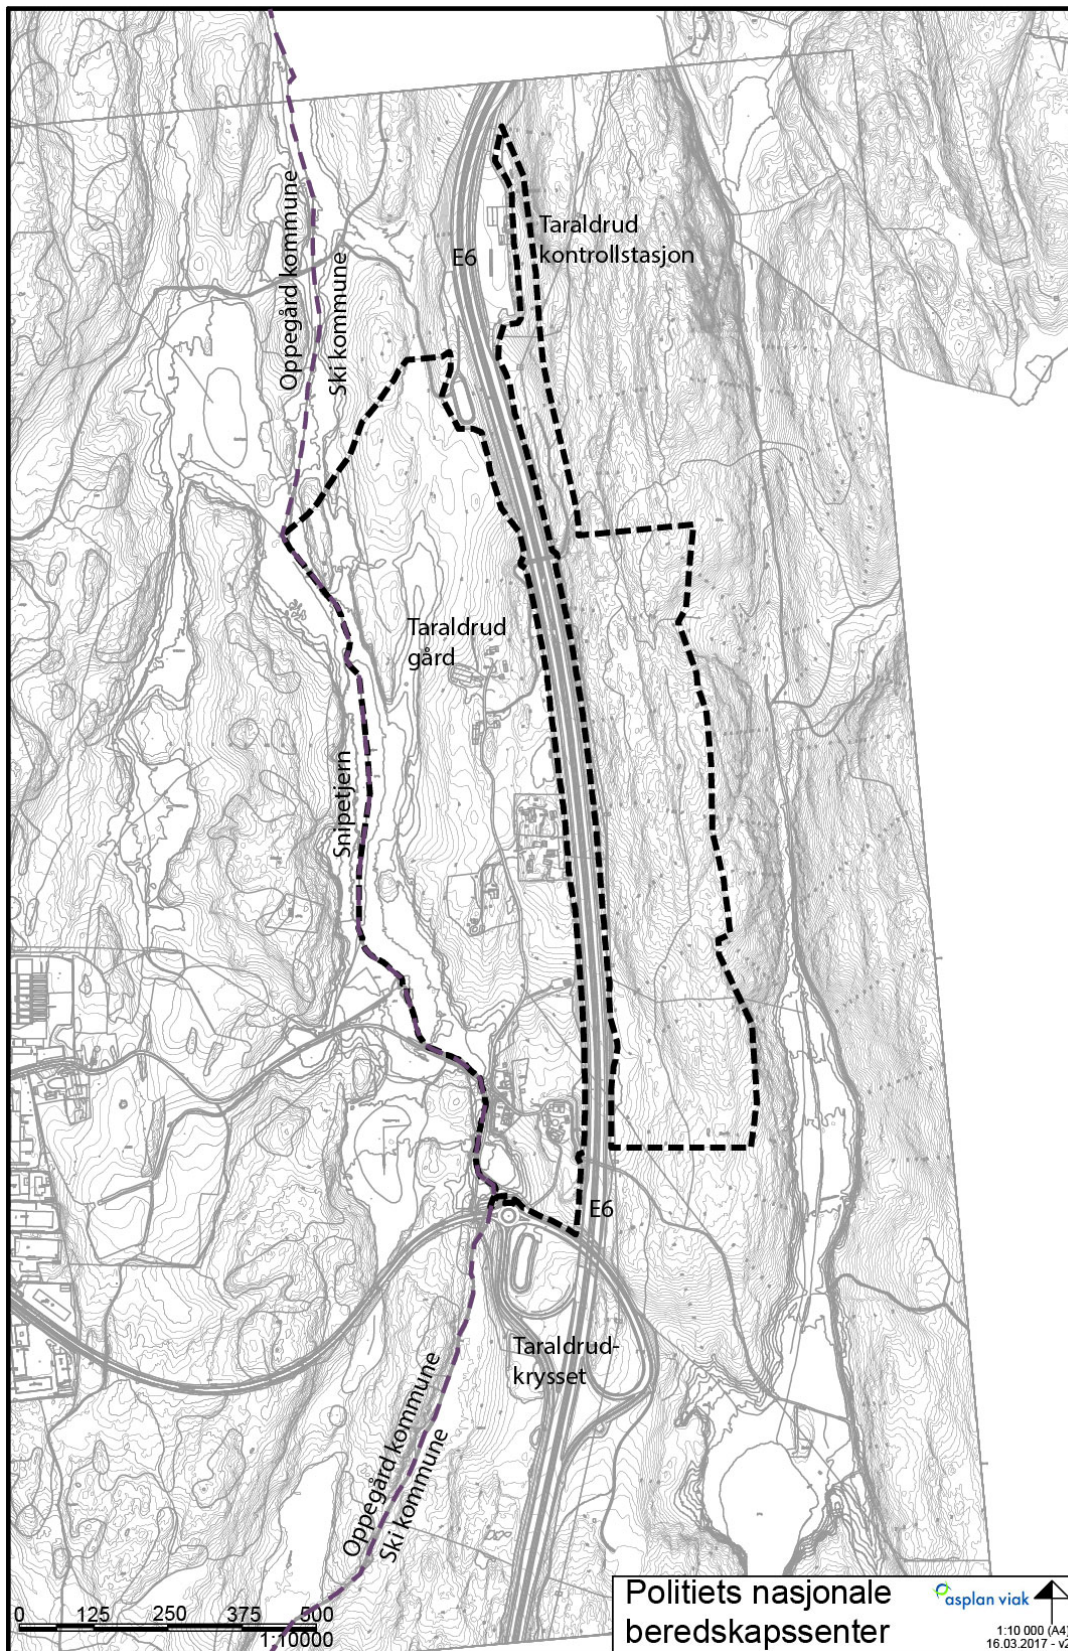 Oppegård kommune
Ski kommune
E6
Taraldrud
kontrollstasjon
Taraldrud
gård
Snipetjern
E6
Taraldrud-
krysset
Oppegård kommune
Ski kommune
0 125 250 375 500
1:10000
Politiets nasjonale
beredskapssenter
asplan viak
1:10 000 (A4)
16.03.2017 - v2